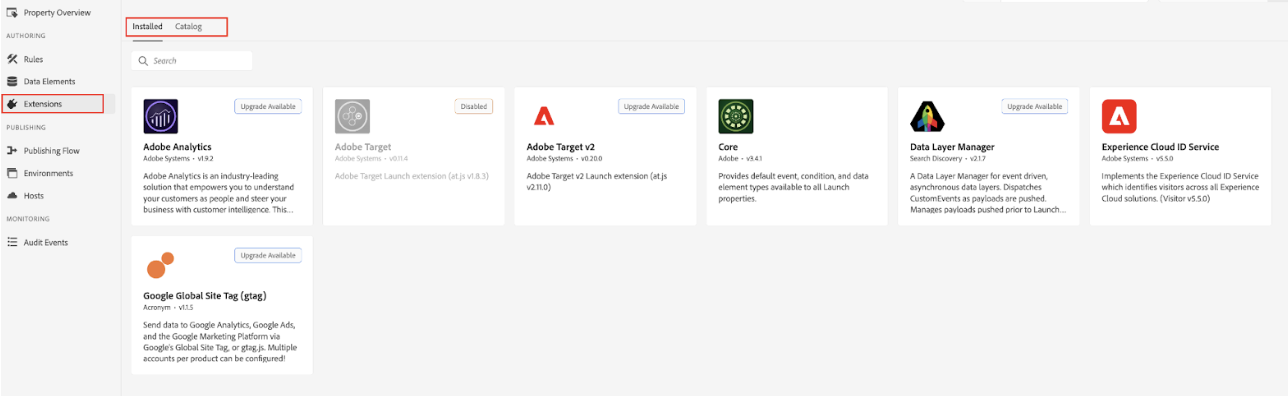 Property Overview
AUTHORING
Rules
Data Elements
Extensions
PUBLISHING
Publishing Flow
Environments
Hosts
MONITORING
Audit Events
Installed Catalog
Search
Upgrade Available
Adobe Analytics
Adobe Systems • v1.9.2
Adobe Analytics is an industry-leading
solution that empowers you to understand
your customers as people and steer your
business with customer intelligence. This...
Disabled
Adobe Target
Adobe Systems • v0.11.4
Adobe Target Launch extension (at.js v1.8.3)
Upgrade Available
Adobe Target v2
Adobe Systems • v0.20.0
Adobe Target v2 Launch extension (at.js
v2.11.0)
Core
Adobe • v3.4.1
Provides default event, condition, and data
element types available to all Launch
properties.
Upgrade Available
Data Layer Manager
Search Discovery • v2.1.7
A Data Layer Manager for event driven,
asynchronous data layers. Dispatches
CustomEvents as payloads are pushed.
Manages payloads pushed prior to Launch...
Experience Cloud ID Service
Adobe Systems • v5.5.0
Implements the Experience Cloud ID Service
which identifies visitors across all Experience
Cloud solutions. (Visitor v5.5.0)
Upgrade Available
Google Global Site Tag (gtag)
Acronym • v1.1.5
Send data to Google Analytics, Google Ads,
and the Google Marketing Platform via
Google's Global Site Tag, or gtag.js. Multiple
accounts per product can be configured!